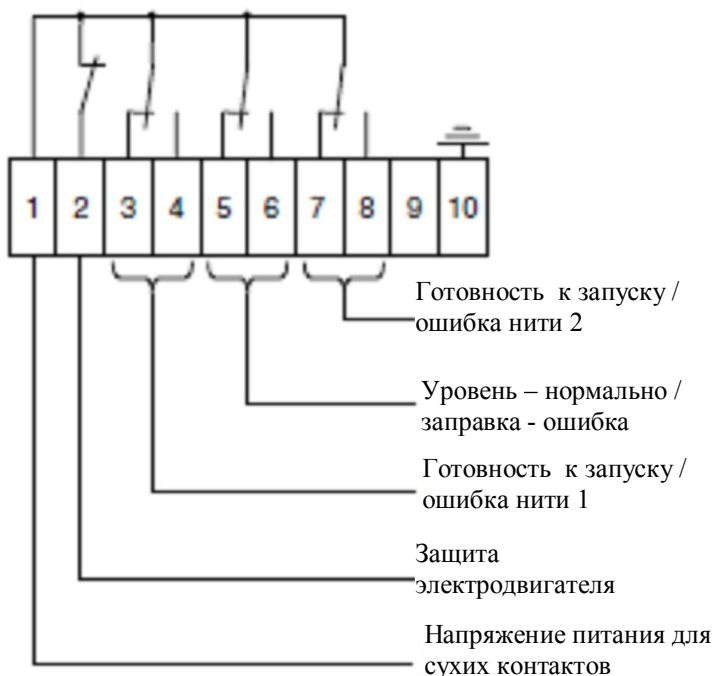 1 2 3 4 5 6 7 8 9 10
Готовность к запуску /
ошибка нити 2
Уровень – нормально /
заправка - ошибка
Готовность к запуску /
ошибка нити 1
Защита
электродвигателя
Напряжение питания для
сухих контактов